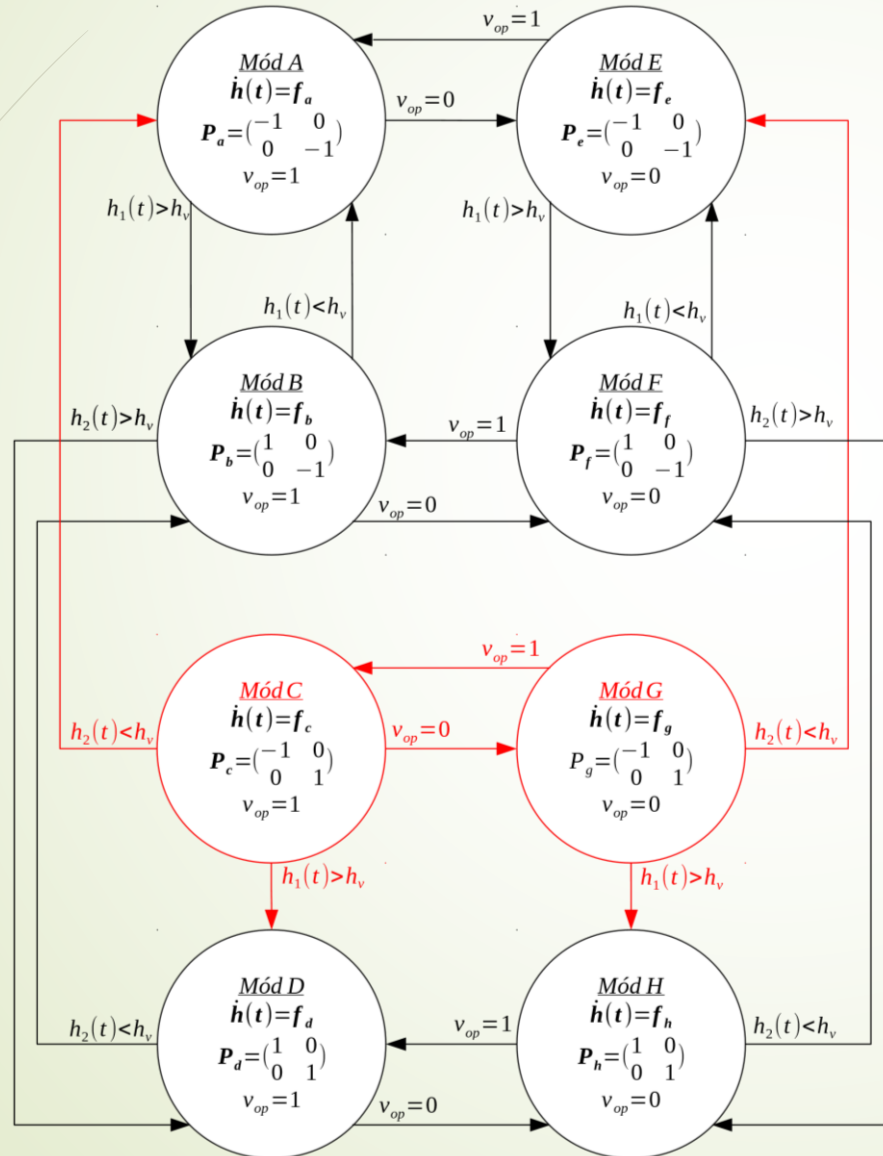 v_op=1
Mód A
ḣ(t)=f_a
P_a=(−1 0
0 −1)
v_op=1
v_op=0
Mód E
ḣ(t)=f_e
P_e=(−1 0
0 −1)
v_op=0
h_1(t)>h_v
h_1(t)>h_v
h_1(t)<h_v
h_1(t)<h_v
h_2(t)>h_v
Mód B
ḣ(t)=f_b
P_b=(1 0
0 −1)
v_op=1
v_op=1
v_op=0
Mód F
ḣ(t)=f_f
P_f=(1 0
0 −1)
v_op=0
h_2(t)>h_v
v_op=1
h_2(t)<h_v
Mód C
ḣ(t)=f_c
P_c=(−1 0
0 1)
v_op=1
v_op=0
Mód G
ḣ(t)=f_g
P_g=(−1 0
0 1)
v_op=0
h_2(t)<h_v
h_1(t)>h_v
h_1(t)>h_v
h_2(t)<h_v
Mód D
ḣ(t)=f_d
P_d=(1 0
0 1)
v_op=1
v_op=1
v_op=0
Mód H
ḣ(t)=f_h
P_h=(1 0
0 1)
v_op=0
h_2(t)<h_v